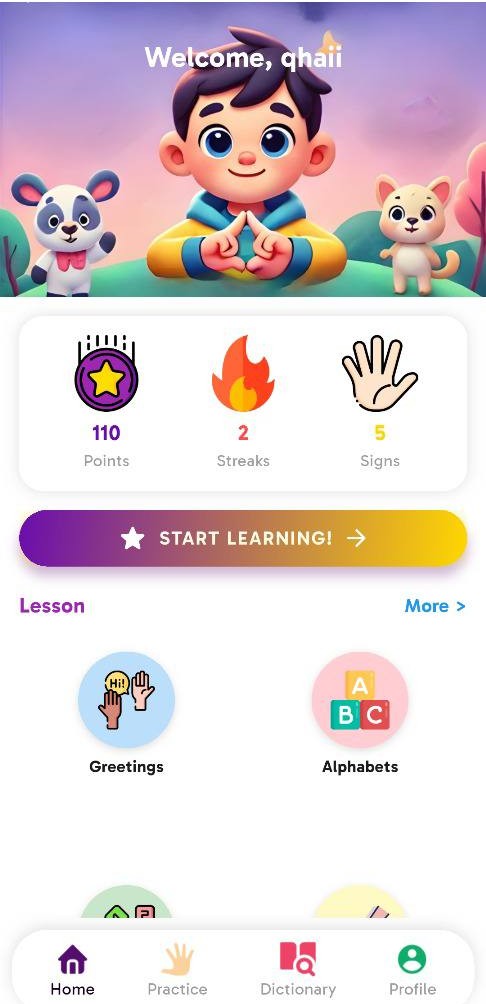 Welcome, qhaii
110
2
5
Points
Streaks
Signs
START LEARNING!
Lesson
More >
Hi!
A
B C
Greetings
Alphabets
Home
Practice
Dictionary
Profile